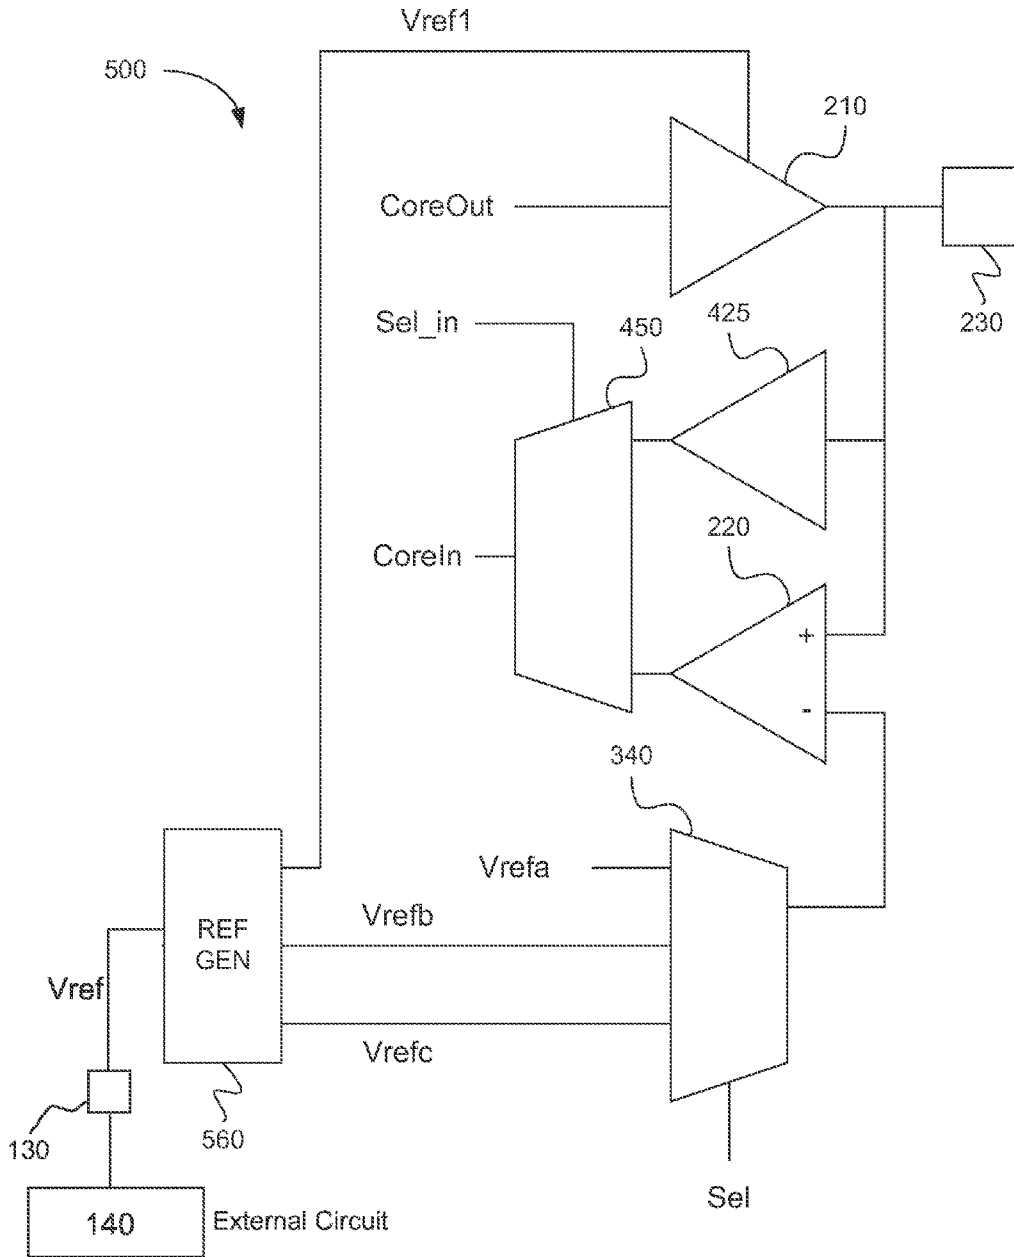 Vref1
500
210
CoreOut
230
Sel_in
450
425
CoreIn
220
+
-
340
Vrefa
REF
GEN
Vrefb
Vref
Vrefc
130
560
Sel
140
External Circuit